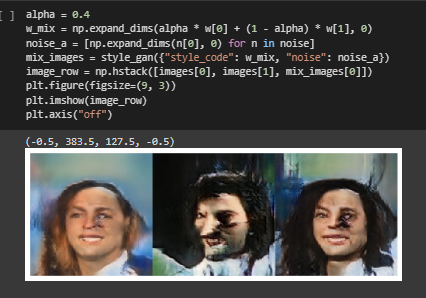 [ ] alpha = 0.4
w_mix = np.expand_dims(alpha * w[0] + (1 - alpha) * w[1], 0)
noise_a = [np.expand_dims(n[0], 0) for n in noise]
mix_images = style_gan({"style_code": w_mix, "noise": noise_a})
image_row = np.hstack([images[0], images[1], mix_images[0]])
plt.figure(figsize=(9, 3))
plt.imshow(image_row)
plt.axis("off")
(-0.5, 383.5, 127.5, -0.5)